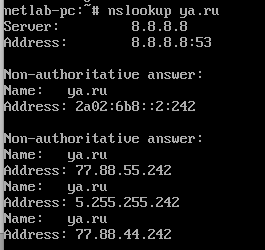 netlab-pc:~# nslookup ya.ru
Server: 8.8.8.8
Address: 8.8.8.8:53
Non-authoritative answer:
Name: ya.ru
Address: 2a02:6b8::2:242
Non-authoritative answer:
Name: ya.ru
Address: 77.88.55.242
Name: ya.ru
Address: 5.255.255.242
Name: ya.ru
Address: 77.88.44.242